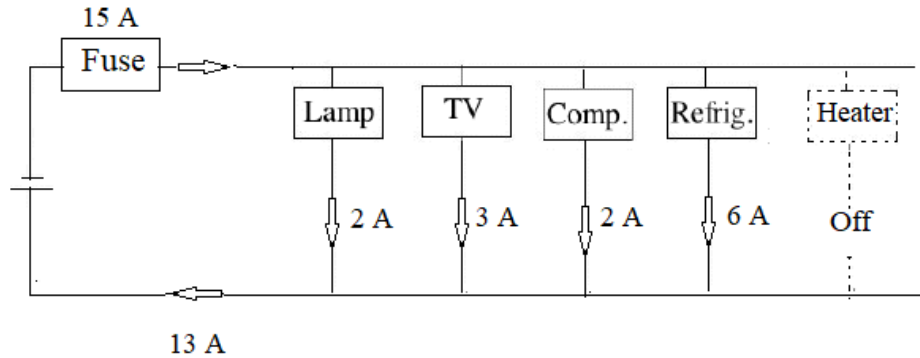 15 A
Fuse
Lamp
TV
Comp.
Refrig.
Heater
2 A
3 A
2 A
6 A
Off
13 A